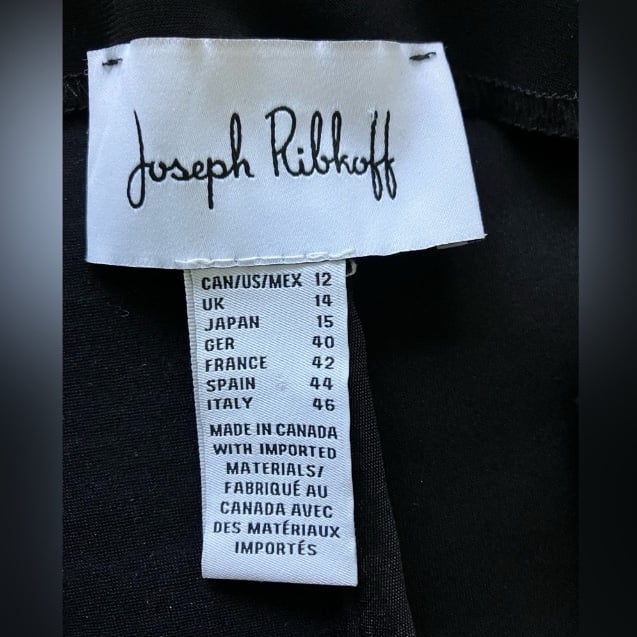 Joseph Ribkoff
CAN/US/MEX 12
UK 14
JAPAN 15
GER 40
FRANCE 42
SPAIN 44
ITALY 46
MADE IN CANADA
WITH IMPORTED
MATERIALS/
FABRIQUÉ AU
CANADA AVEC
DES MATÉRIAUX
IMPORTÉS